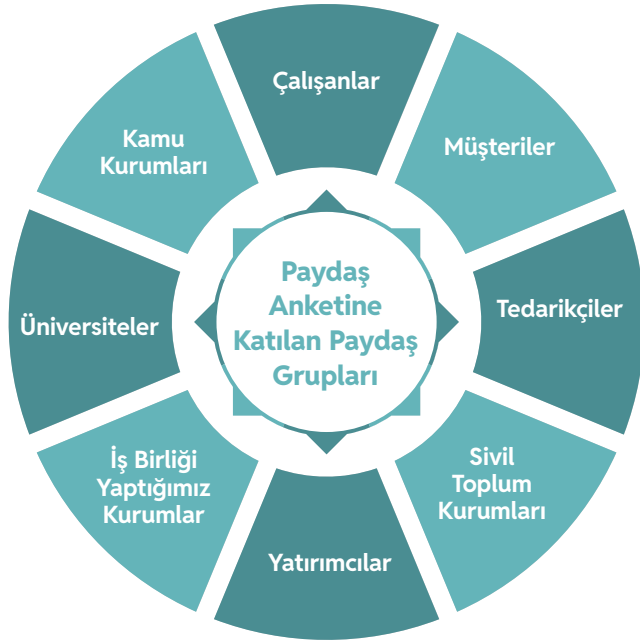 Çalışanlar
Müşteriler
Tedarikçiler
Sivil
Toplum
Kurumları
Yatırımcılar
İş Birliği
Yaptığımız
Kurumlar
Üniversiteler
Kamu
Kurumları
Paydaş
Anketine
Katılan Paydaş
Grupları